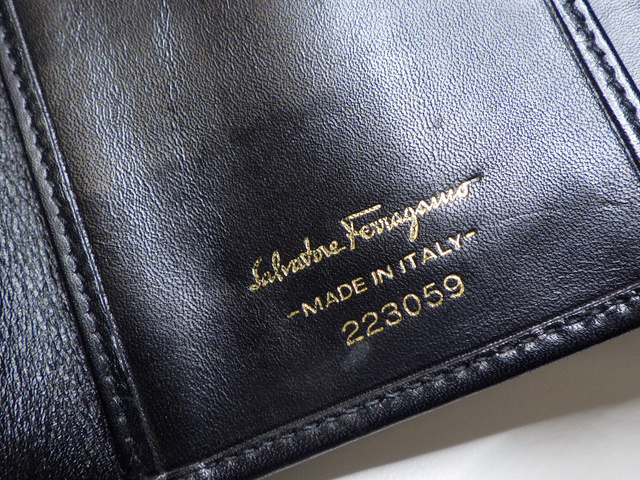 Salvatore Ferragamo
-MADE IN ITALY-
223059